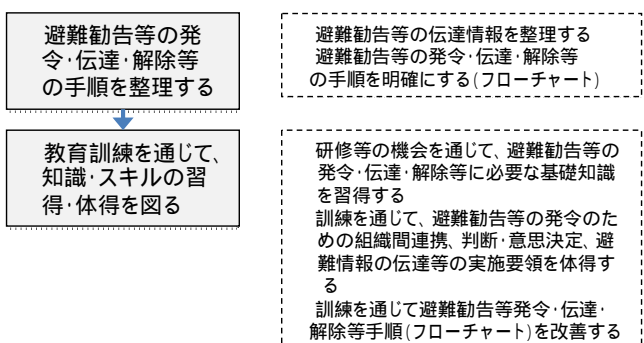 避難勧告等の発
令・伝達・解除等
の手順を整理する
避難勧告等の伝達情報を整理する
避難勧告等の発令・伝達・解除等
の手順を明確にする(フローチャート)
教育訓練を通じて、
知識・スキルの習
得・体得を図る
研修等の機会を通じて、避難勧告等の
発令・伝達・解除等に必要な基礎知識
を習得する
訓練を通じて、避難勧告等の発令のた
めの組織間連携、判断・意思決定、避
難情報の伝達等の実施要領を体得す
る
訓練を通じて避難勧告等発令・伝達・
解除等手順(フローチャート)を改善する